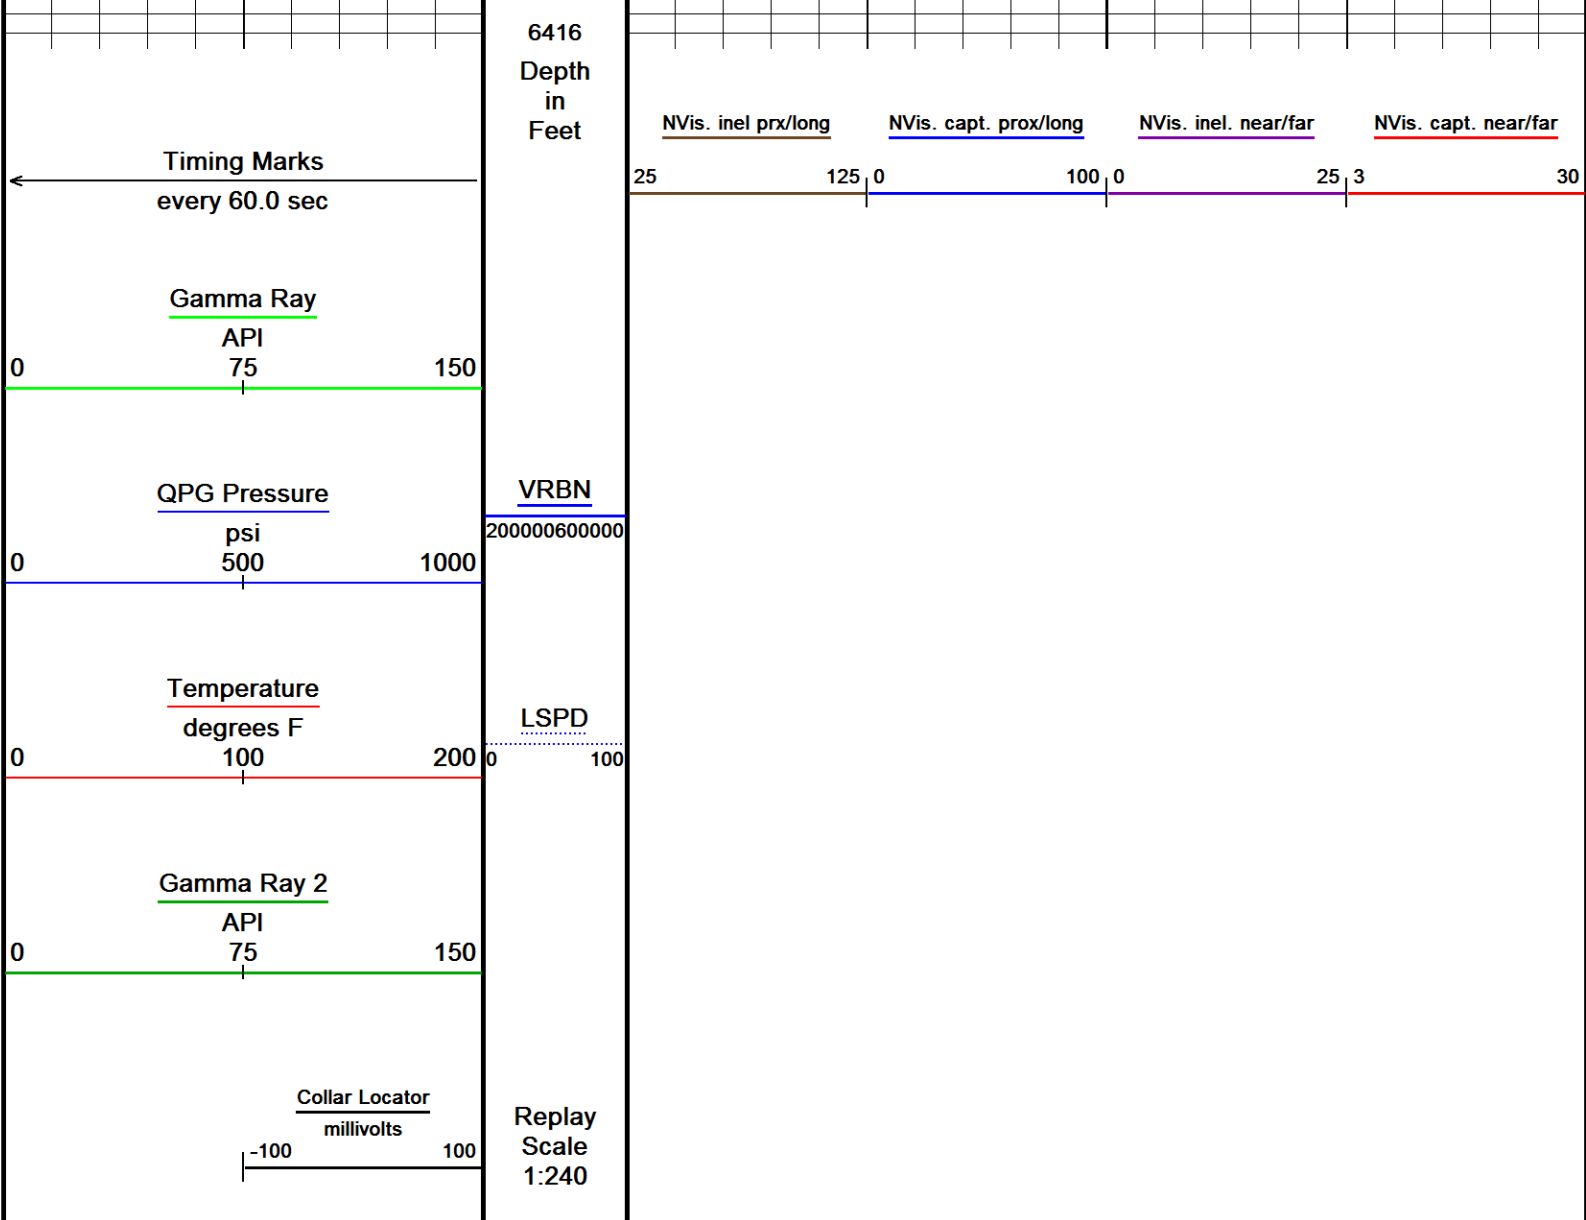 6416
Depth
in
Feet
NVis. inel prx/long NVis. capt. prox/long NVis. inel. near/far NVis. capt. near/far
25 125 0 100 0 25 3 30
Timing Marks
every 60.0 sec
Gamma Ray
API
0 75 150
QPG Pressure
psi
0 500 1000
VRBN
200000600000
Temperature
degrees F
0 100 200
LSPD
0 100
Gamma Ray 2
API
0 75 150
Collar Locator
millivolts
-100 100
Replay
Scale
1:240